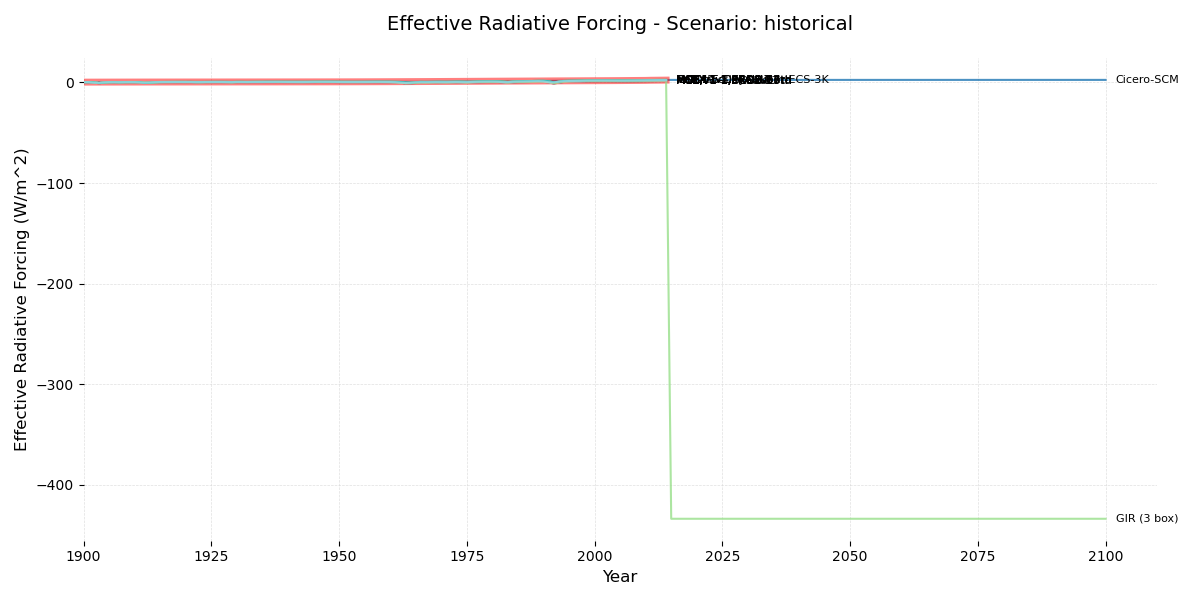 Effective Radiative Forcing - Scenario: historical
Effective Radiative Forcing (W/m^2)
0
−100
−200
−300
−400
ECS-3K
Cicero-SCM
GIR (3 box)
1900
1925
1950
1975
2000
2025
2050
2075
2100
Year